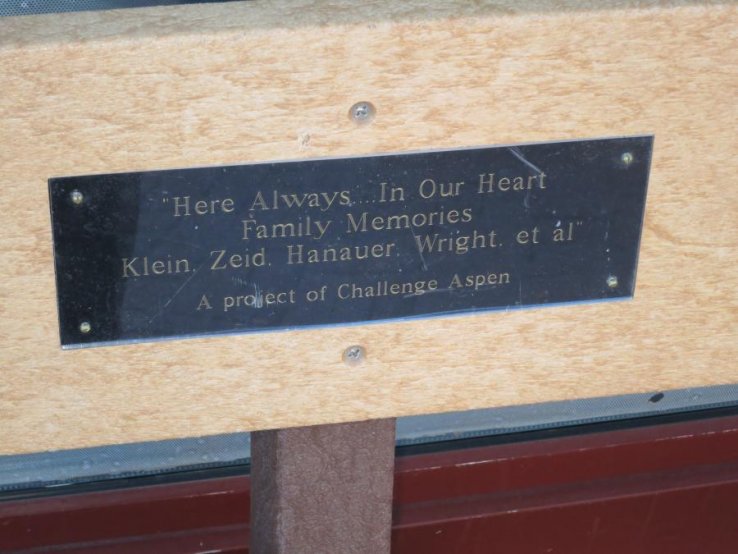 "Here Always...In Our Heart
Family Memories
Klein, Zeid, Hanauer, Wright, et al"
A project of Challenge Aspen